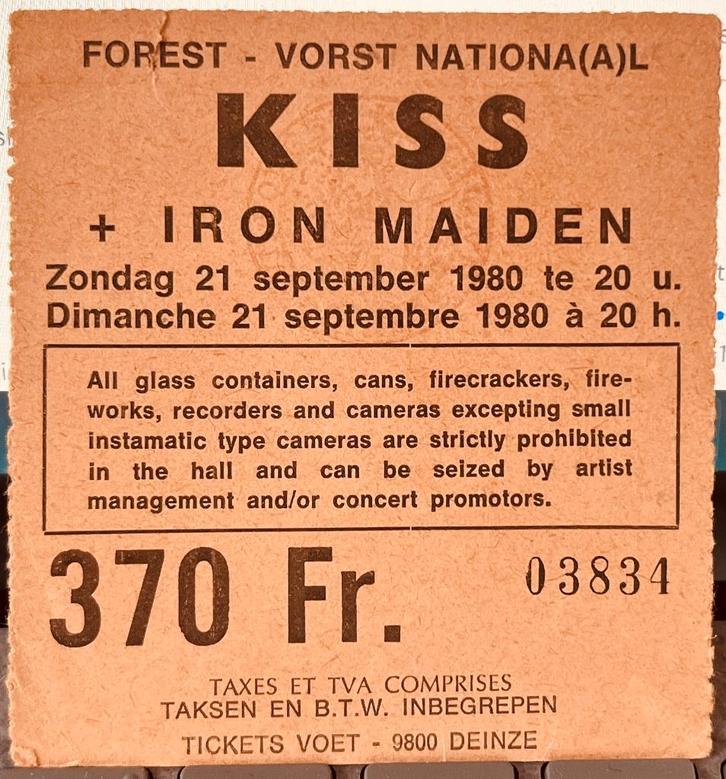 FOREST - VORST NATIONA(A)L
KISS
+ IRON MAIDEN
Zondag 21 september 1980 te 20 u.
Dimanche 21 septembre 1980 à 20 h.
All glass containers, cans, firecrackers, fire-
works, recorders and cameras excepting small
instamatic type cameras are strictly prohibited
in the hall and can be seized by artist
management and/or concert promotors.
370 Fr.
03834
TAXES ET TVA COMPRISES
TAKSEN EN B.T.W. INBEGREPEN
TICKETS VOET - 9800 DEINZE